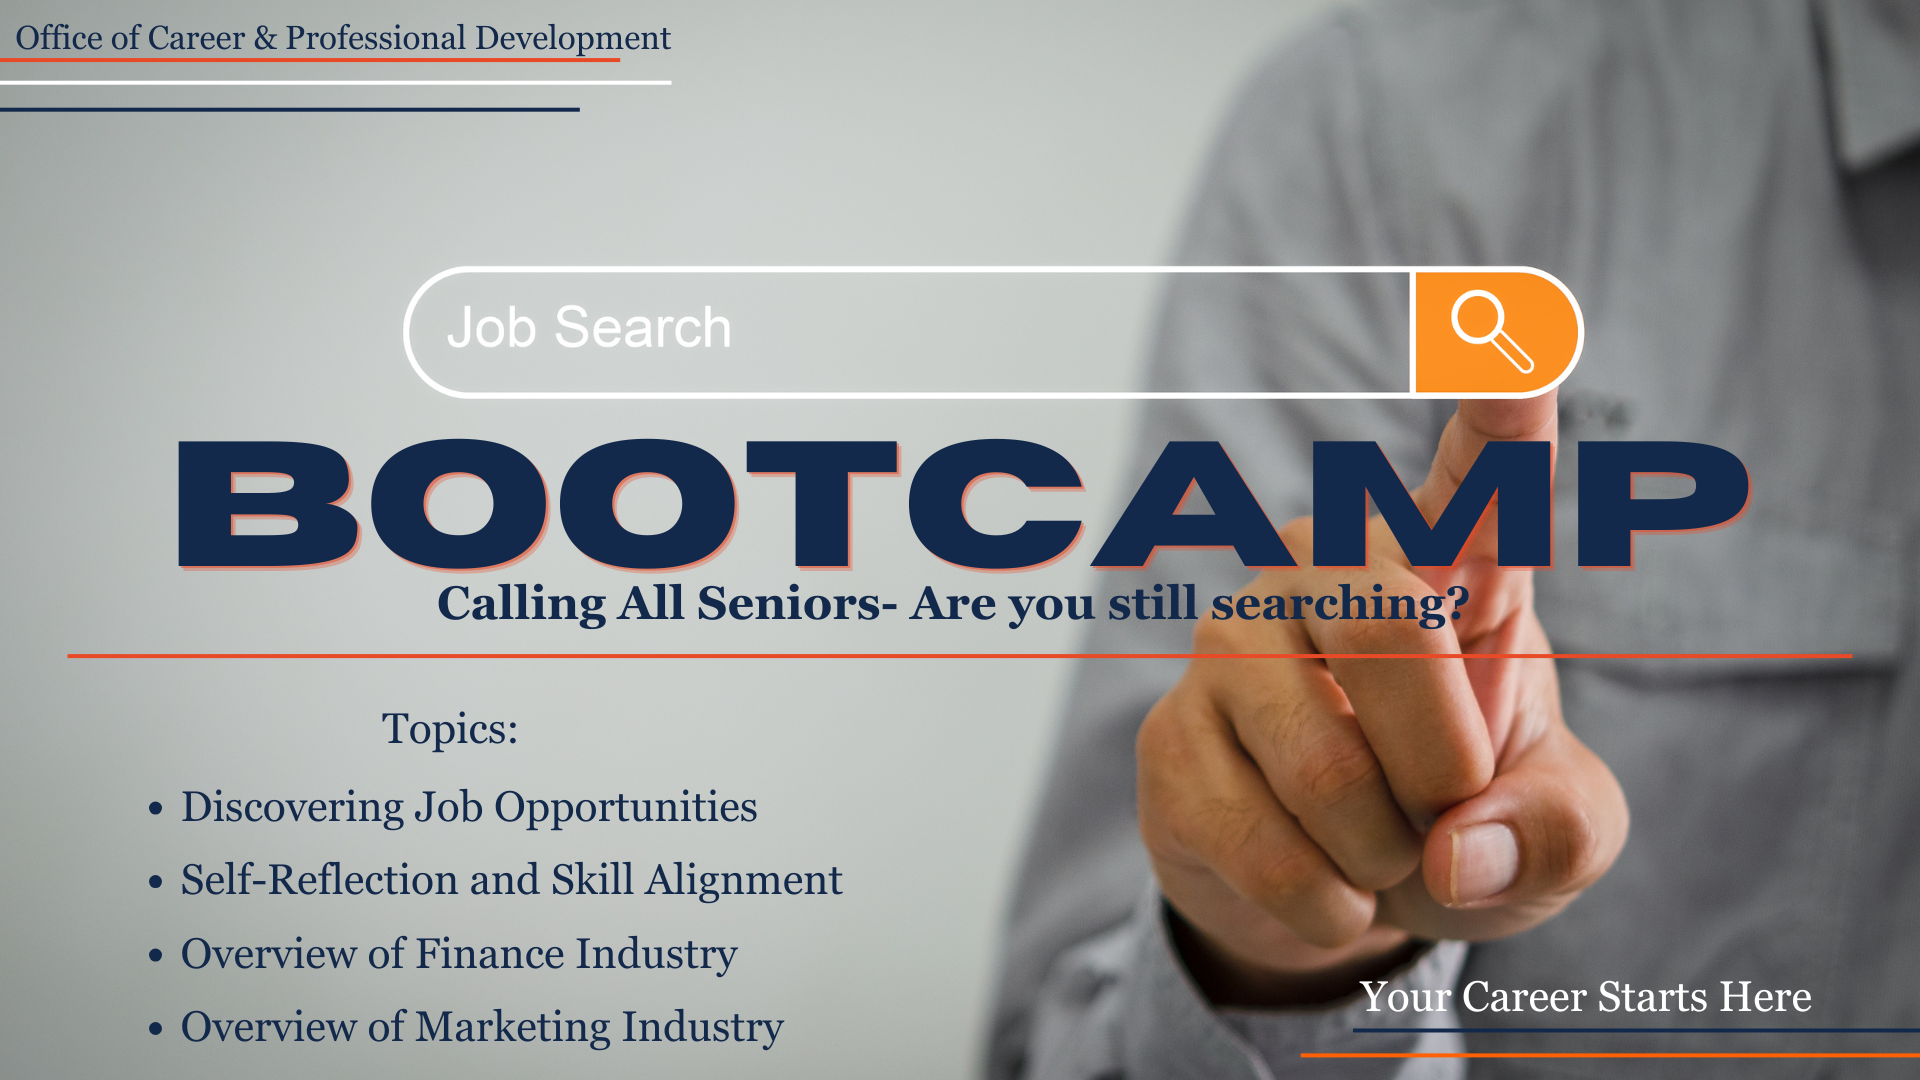 Office of Career & Professional Development
Job Search
BOOTCAMP
Calling All Seniors- Are you still searching?
Topics:
• Discovering Job Opportunities
• Self-Reflection and Skill Alignment
• Overview of Finance Industry
• Overview of Marketing Industry
Your Career Starts Here